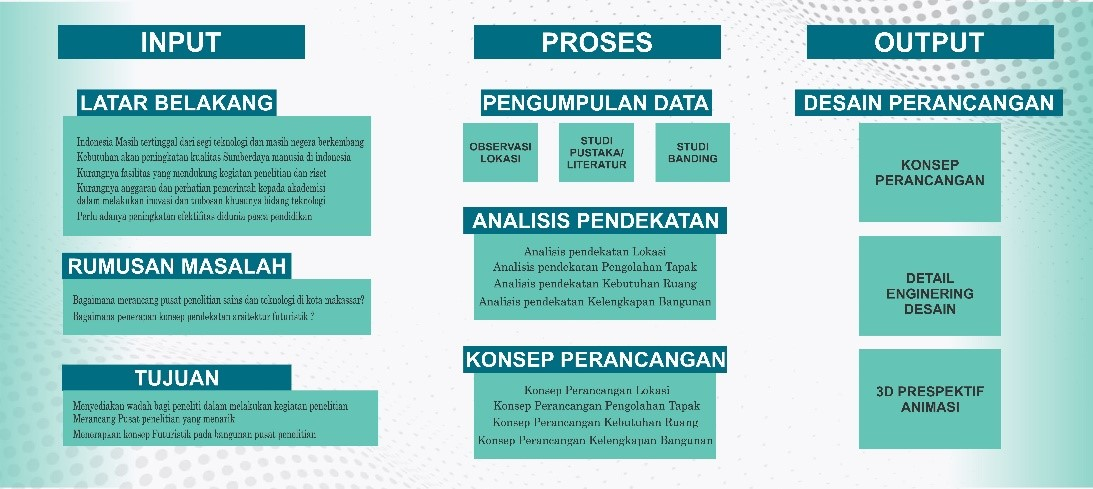 INPUT
LATAR BELAKANG
Indonesia Masih tertinggal dari segi teknologi dan masih negera berkembang
Kebutuhan akan peningkatan kualitas Sumberdaya manusia di indonesia
Kurangnya fasilitas yang mendukung kegiatan penelitian dan riset
Kurangnya anggaran dan perhatian pemerintah kepada akademisi
dalam melakukan inovasi dan trobosan khusunya bidang teknologi
Perlu adanya peningkatan efektifitas didunia pasca pendidikan
RUMUSAN MASALAH
Bagaimana merancang pusat penelitian sains dan teknologi di kota makassar?
Bagaimana penerapan konsep pendekatan arsitektur futuristik ?
TUJUAN
Menyediakan wadah bagi peneliti dalam melakukan kegiatan penelitian
Merancang Pusat penelitian yang menarik
Menerapkan konsep Futuristik pada bangunan pusat penelitian
PROSES
PENGUMPULAN DATA
OBSERVASI
LOKASI
STUDI
PUSTAKA/
LITERATUR
STUDI
BANDING
ANALISIS PENDEKATAN
Analisis pendekatan Lokasi
Analisis pendekatan Pengolahan Tapak
Analisis pendekatan Kebutuhan Ruang
Analisis pendekatan Kelengkapan Bangunan
KONSEP PERANCANGAN
Konsep Perancangan Lokasi
Konsep Perancangan Pengolahan Tapak
Konsep Perancangan Kebutuhan Ruang
Konsep Perancangan Kelengkapan Bangunan
OUTPUT
DESAIN PERANCANGAN
KONSEP
PERANCANGAN
DETAIL
ENGINERING
DESAIN
3D PRESPEKTIF
ANIMASI